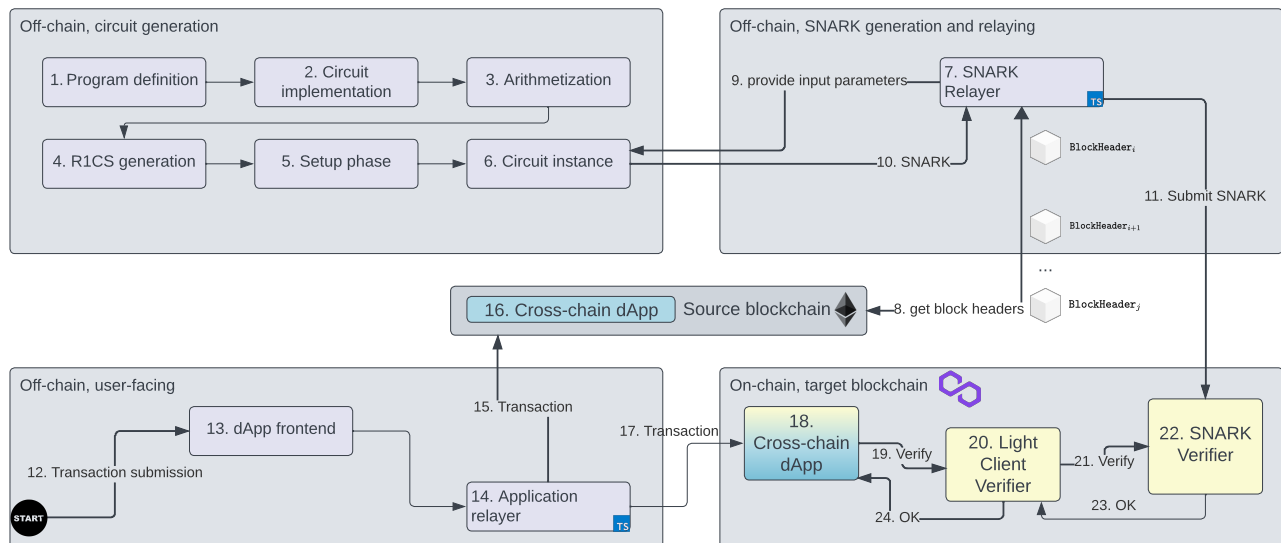 Off-chain, circuit generation
1. Program definition
2. Circuit
implementation
3. Arithmetization
4. R1CS generation
5. Setup phase
6. Circuit instance
Off-chain, SNARK generation and relaying
9. provide input parameters
7. SNARK
Relayer
TS
10. SNARK
BlockHeader_i
11. Submit SNARK
BlockHeader_{i+1}
...
BlockHeader_j
8. get block headers
16. Cross-chain dApp
Source blockchain
Off-chain, user-facing
12. Transaction submission
START
13. dApp frontend
14. Application
relayer
TS
15. Transaction
17. Transaction
On-chain, target blockchain
18.
Cross-chain
dApp
19. Verify
20. Light
Client
Verifier
21. Verify
22. SNARK
Verifier
23. OK
24. OK